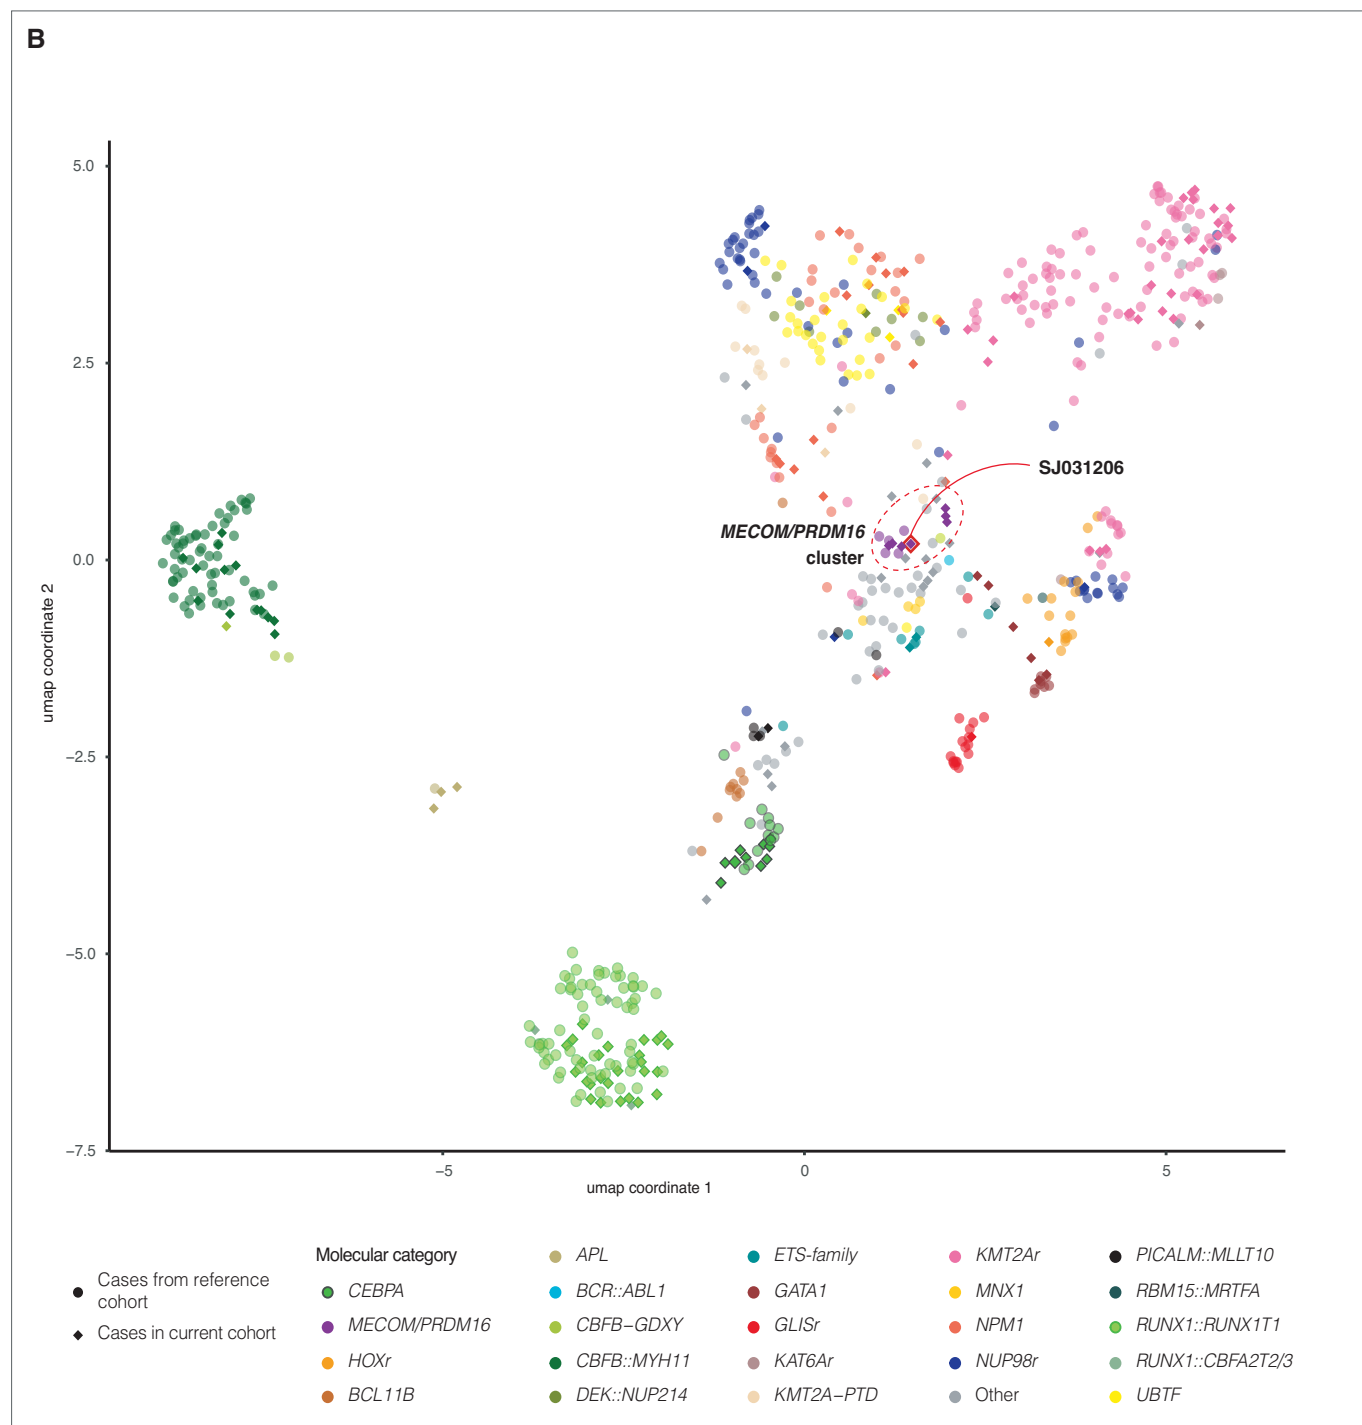 B
5.0
2.5
0.0
−2.5
−5.0
−7.5
umap coordinate 2
SJ031206
MECOM/PRDM16
cluster
−5
0
5
umap coordinate 1
Cases from reference
cohort
Cases in current cohort
Molecular category
CEBPA
MECOM/PRDM16
HOXr
BCL11B
APL
BCR::ABL1
CBFB−GDXY
CBFB::MYH11
DEK::NUP214
ETS-family
GATA1
GLISr
KAT6Ar
KMT2A−PTD
KMT2Ar
MNX1
NPM1
NUP98r
Other
PICALM::MLLT10
RBM15::MRTFA
RUNX1::RUNX1T1
RUNX1::CBFA2T2/3
UBTF